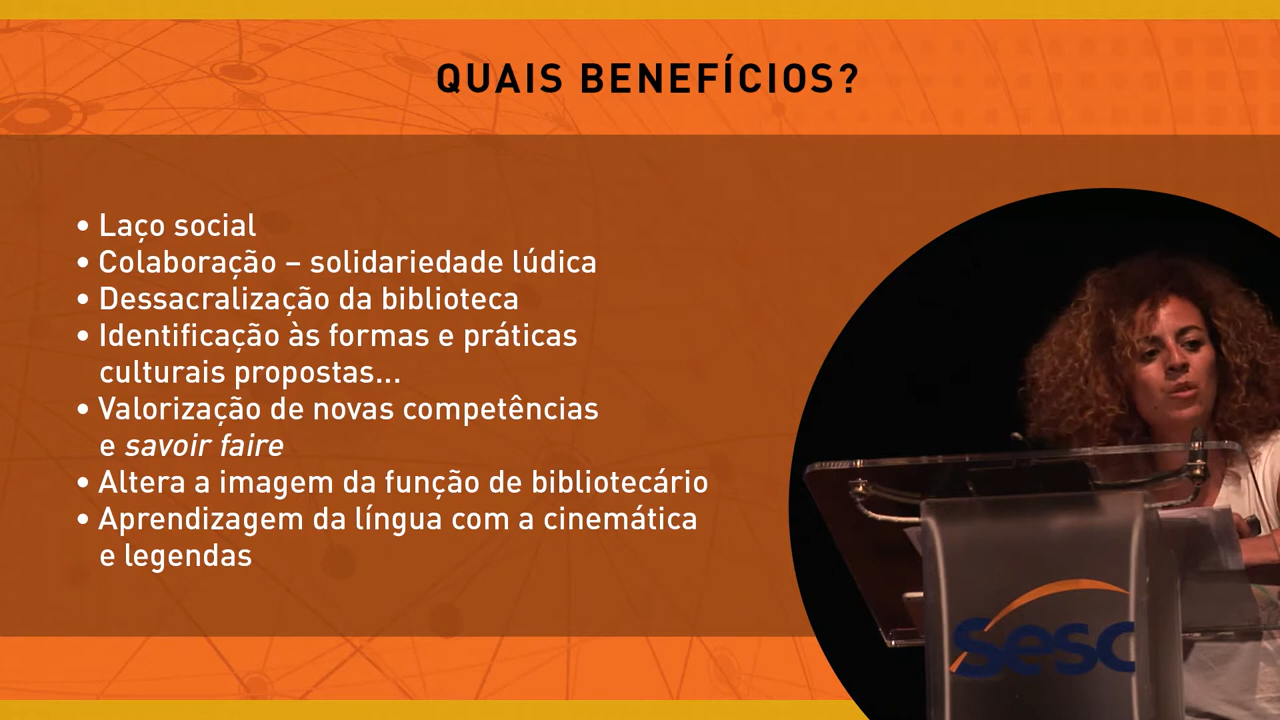 QUAIS BENEFÍCIOS?
• Laço social
• Colaboração – solidariedade lúdica
• Dessacralização da biblioteca
• Identificação às formas e práticas
culturais propostas...
• Valorização de novas competências
e savoir faire
• Altera a imagem da função de bibliotecário
• Aprendizagem da língua com a cinemática
e legendas
sesc